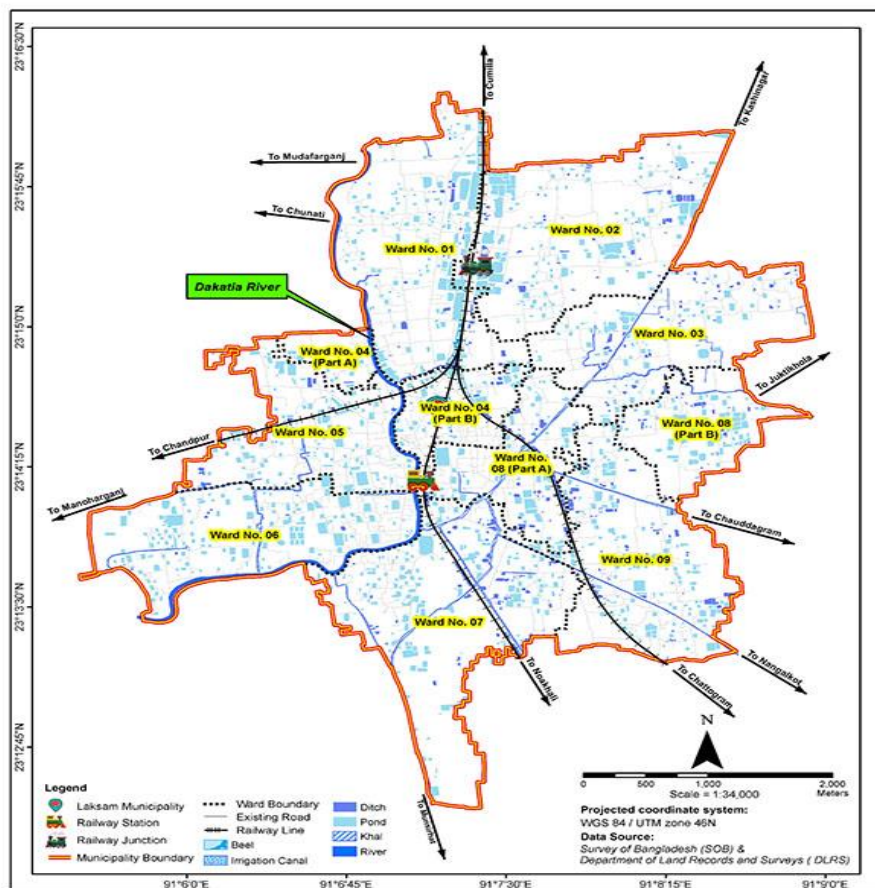 23°16'30"N
To Cumilla
To Kashinagar
To Mudafarganj
23°15'45"N
To Chunati
Ward No. 02
Ward No. 01
Dakatia River
23°15'0"N
Ward No. 03
Ward No. 04
(Part A)
To Juktikhola
Ward No. 04
(Part B)
Ward No. 05
Ward No. 08
(Part B)
To Chandpur
23°14'15"N
Ward No.
08 (Part A)
To Manoharganj
To Chauddagram
Ward No. 06
Ward No. 09
23°13'30"N
Ward No. 07
To Noakhali
To Nangalkot
To Chattogram
N
23°12'45"N
0 500 1,000 2,000
Meters
Scale = 1:34,000
Legend
Laksam Municipality
Railway Station
Railway Junction
Municipality Boundary
Ward Boundary
Existing Road
Railway Line
Beel
Irrigation Canal
Ditch
Pond
Khal
River
To Munsirhat
Projected coordinate system:
WGS 84 / UTM zone 46N
Data Source:
Survey of Bangladesh (SOB) &
Department of Land Records and Surveys ( DLRS)
91°6'0"E 91°6'45"E 91°7'30"E 91°8'15"E 91°9'0"E